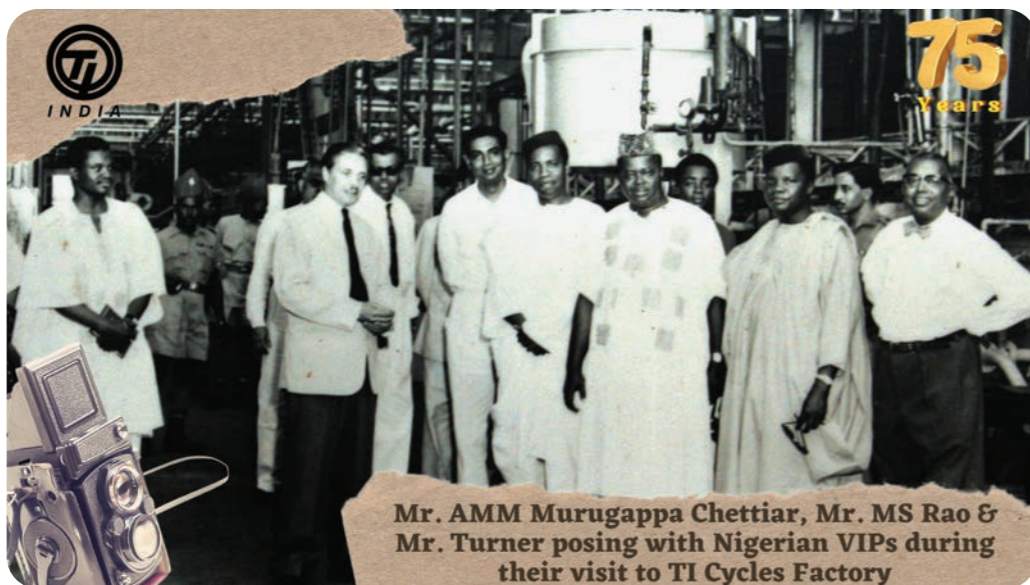 TI
INDIA
75
Years
Mr. AMM Murugappa Chettiar, Mr. MS Rao &
Mr. Turner posing with Nigerian VIPs during
their visit to TI Cycles Factory